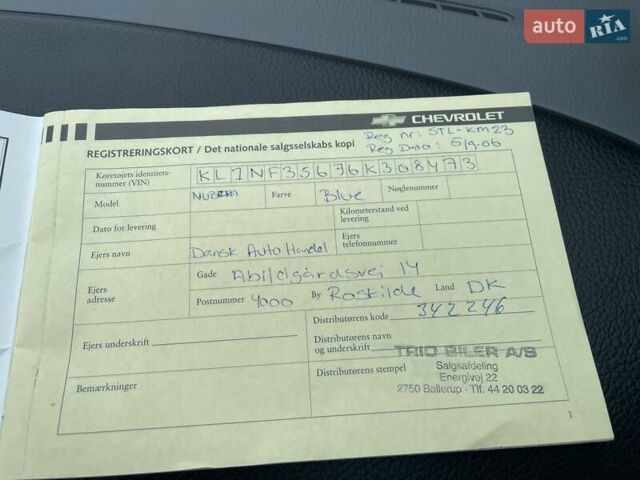 auto RIA .com
CHEVROLET
REGISTRERINGSKORT / Det nationale salgsselskabs kopi
Reg nr: STL-KM23
Reg Dato: 5/9-06
Køretøjets identitets-
nummer (VIN) KL1NF35676K308473
Model NUBIRA Farve Blue Nøglenummer
Dato for levering Kilometerstand ved
levering
Ejers navn Dansk Auto Handel Ejers
telefonnummer
Ejers
adresse
Gade Abildgårdsvej 14
Postnummer 4000 By Roskilde Land DK
Distributørens kode 342246
Ejers underskrift
Distributørens navn
og underskrift
TRIO BILER A/S
Salgsafdeling
Energivej 22
2750 Ballerup - Tlf. 44 20 03 22
Bemærkninger
Distributørens stempel
1